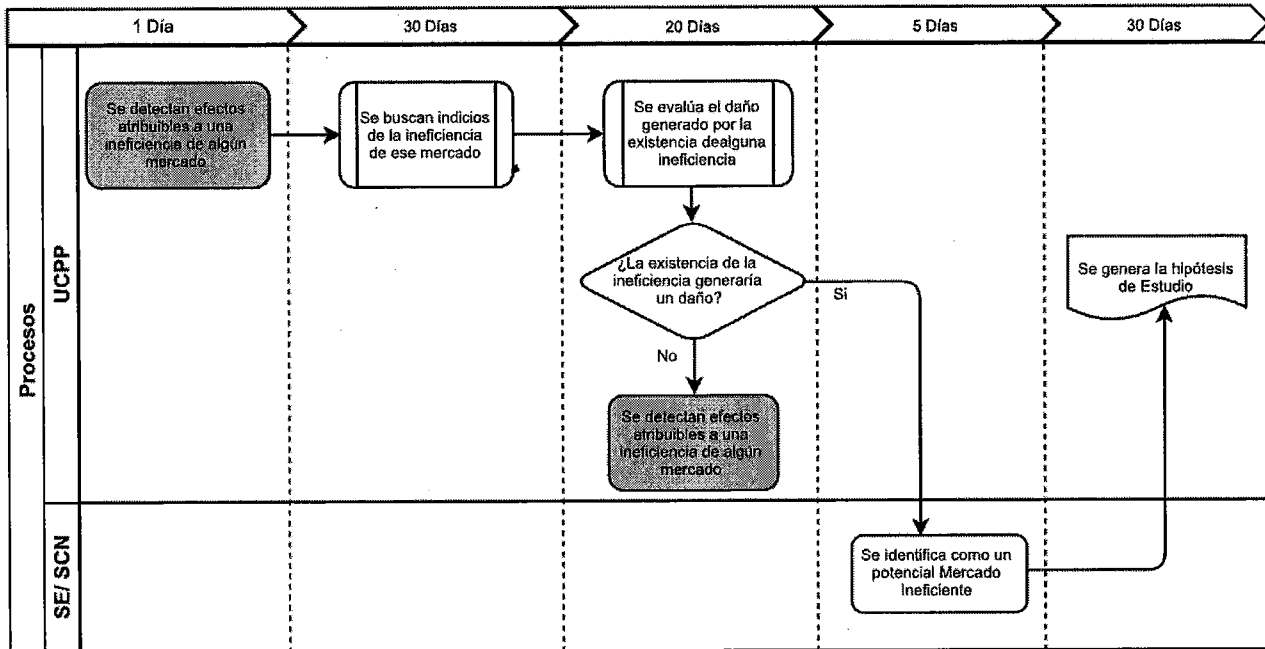 1 Día
30 Días
20 Días
5 Días
30 Días
Procesos
UCPP
SE/ SCN
Se detectan efectos
atribuibles a una
ineficiencia de algún
mercado
Se buscan indicios
de la ineficiencia
de ese mercado
Se evalúa el daño
generado por la
existencia dealguna
ineficiencia
¿La existencia de la
ineficiencia generaría
un daño?
Si
No
Se detectan efectos
atribuibles a una
ineficiencia de algún
mercado
Se identifica como un
potencial Mercado
Ineficiente
Se genera la hipótesis
de Estudio